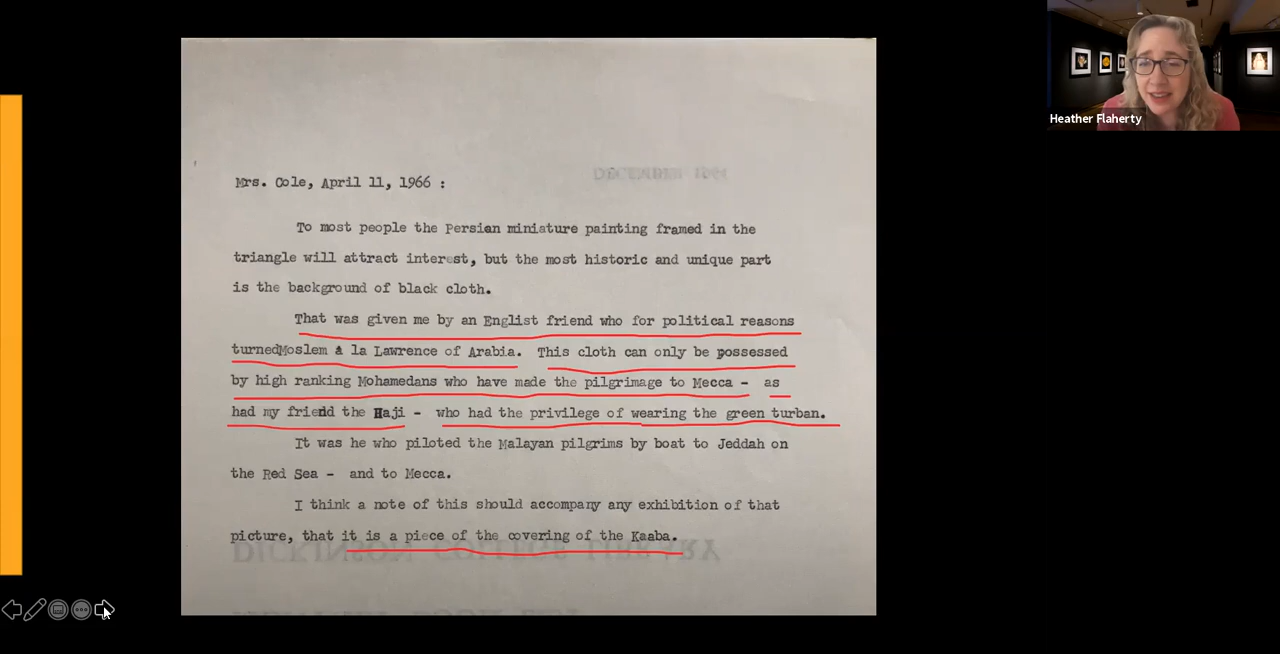 Heather Flaherty
Mrs. Cole, April 11, 1966 :
To most people the Persian miniature painting framed in the
triangle will attract interest, but the most historic and unique part
is the background of black cloth.
That was given me by an Englist friend who for political reasons
turnedMoslem à la Lawrence of Arabia. This cloth can only be possessed
by high ranking Mohamedans who have made the pilgrimage to Mecca - as
had my friend the Haji - who had the privilege of wearing the green turban.
It was he who piloted the Malayan pilgrims by boat to Jeddah on
the Red Sea - and to Mecca.
I think a note of this should accompany any exhibition of that
picture, that it is a piece of the covering of the Kaaba.
DICKINSON COLLEGE LIBRARY